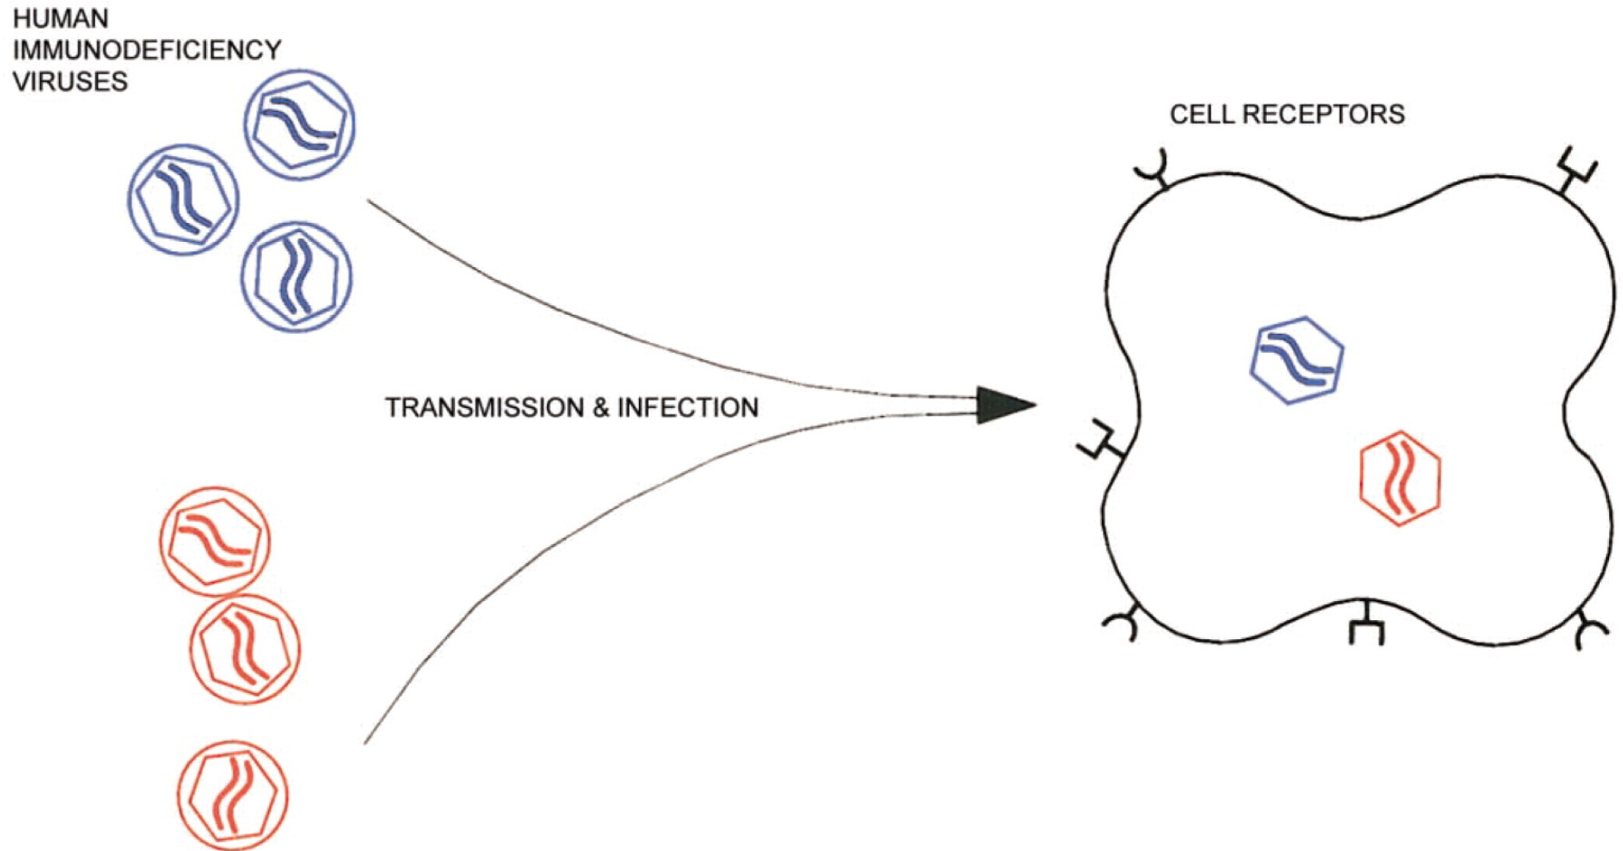 HUMAN
IMMUNODEFICIENCY
VIRUSES
CELL RECEPTORS
TRANSMISSION & INFECTION